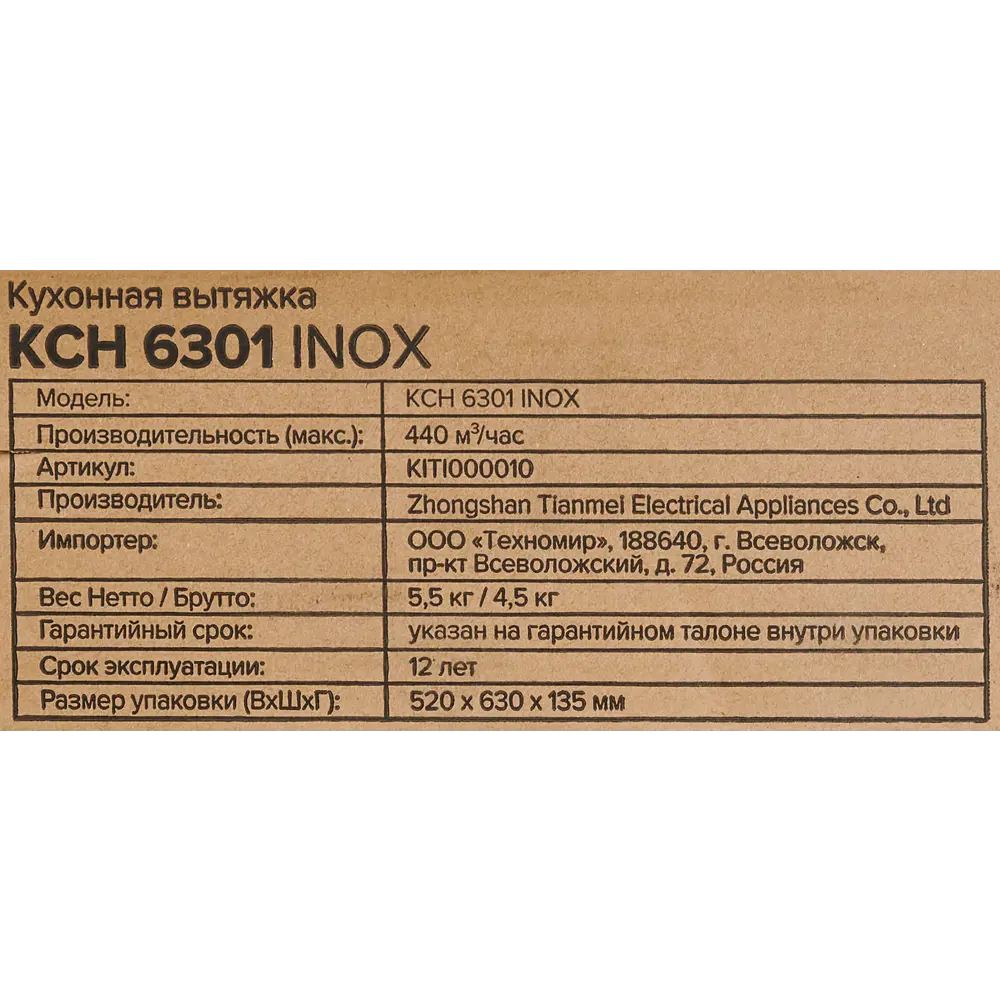 Кухонная вытяжка
KCH 6301 INOX
Модель: KCH 6301 INOX
Производительность (макс.): 440 м³/час
Артикул: KITI000010
Производитель: Zhongshan Tianmei Electrical Appliances Co., Ltd
Импортер: ООО «Техномир», 188640, г. Всеволожск,
пр-кт Всеволожский, д. 72, Россия
Вес Нетто / Брутто: 5,5 кг / 4,5 кг
Гарантийный срок: указан на гарантийном талоне внутри упаковки
Срок эксплуатации: 12 лет
Размер упаковки (ВхШхГ): 520 x 630 x 135 мм